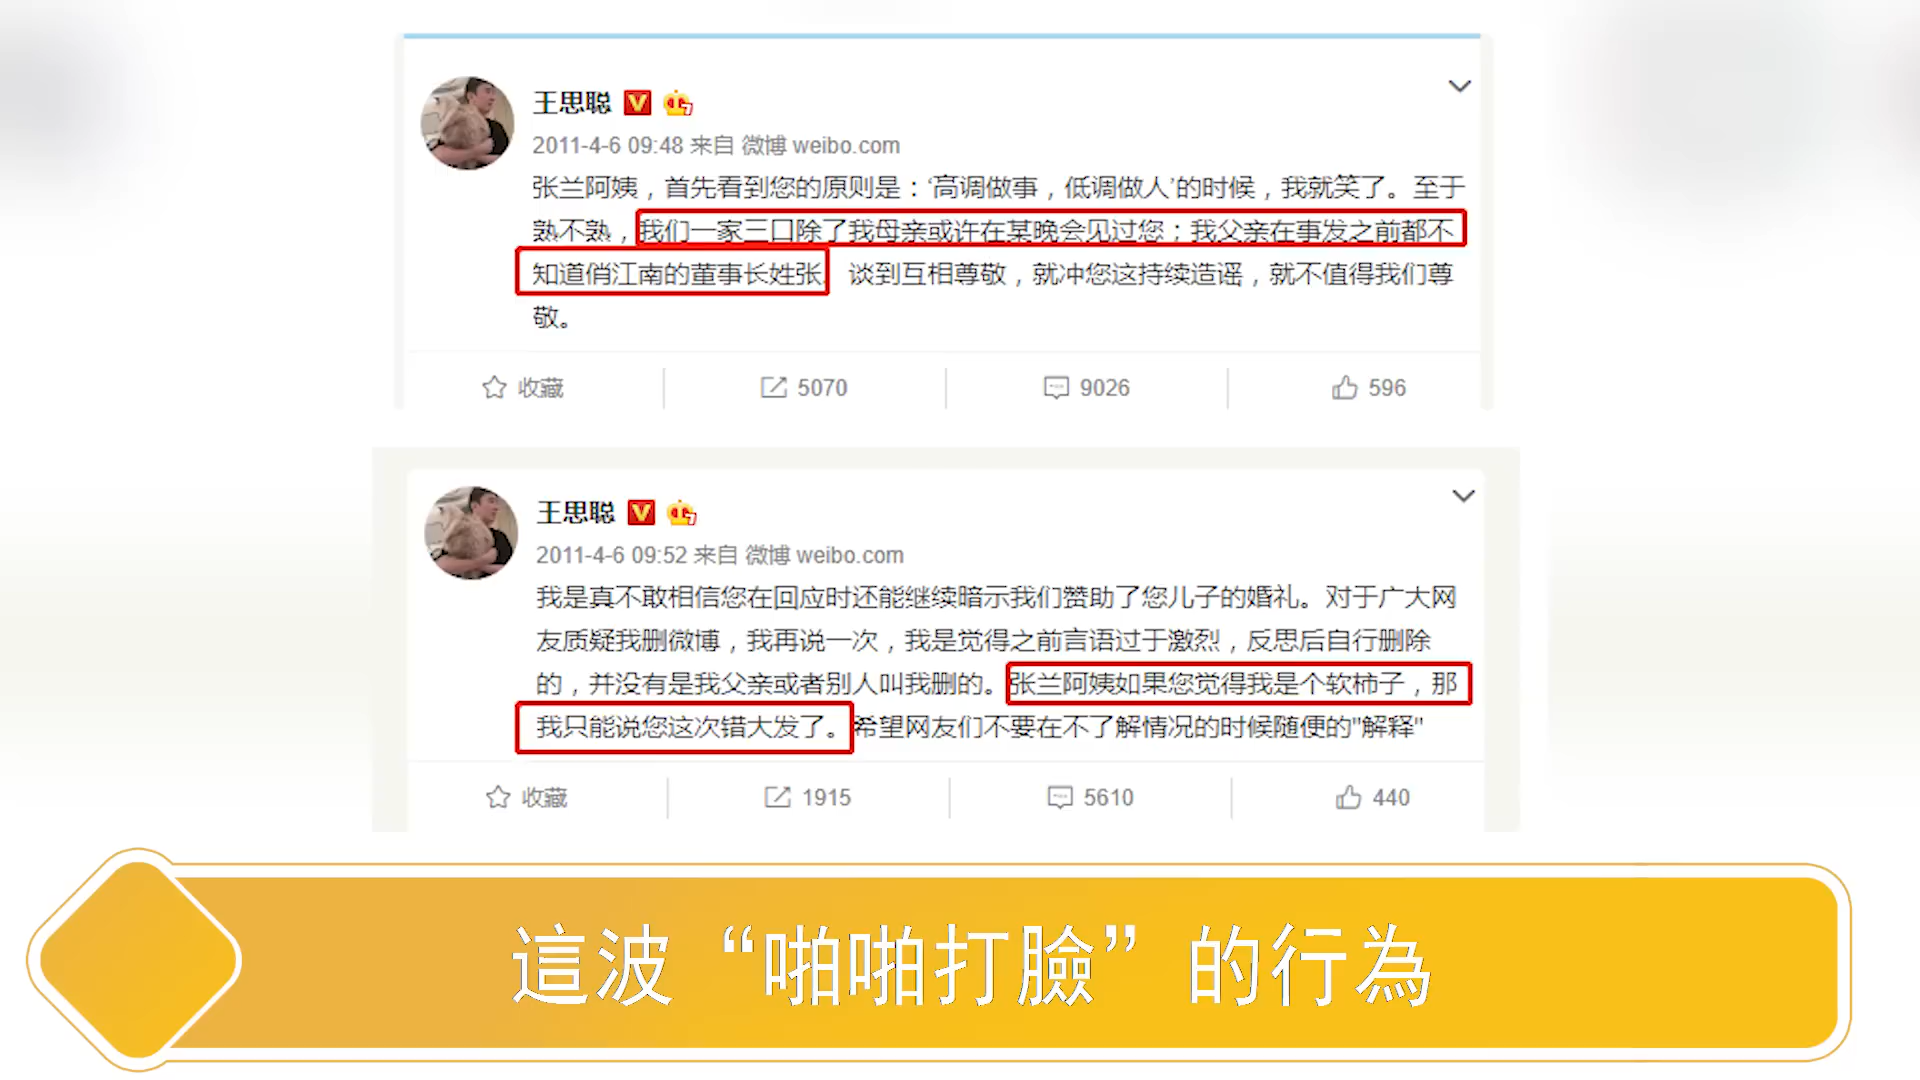 王思聪
2011-4-6 09:48 来自 微博 weibo.com
张兰阿姨，首先看到您的原则是：‘高调做事，低调做人’的时候，我就笑了。至于
熟不熟，我们一家三口除了我母亲或许在某晚会见过您；我父亲在事发之前都不
知道俏江南的董事长姓张. 谈到互相尊敬，就冲您这持续造谣，就不值得我们尊
敬。
收藏 5070 9026 596
王思聪
2011-4-6 09:52 来自 微博 weibo.com
我是真不敢相信您在回应时还能继续暗示我们赞助了您儿子的婚礼。对于广大网
友质疑我删微博，我再说一次，我是觉得之前言语过于激烈，反思后自行删除
的，并没有是我父亲或者别人叫我删的。张兰阿姨如果您觉得我是个软柿子，那
我只能说您这次错大发了。希望网友们不要在不了解情况的时候随便的"解释"
收藏 1915 5610 440
這波“啪啪打臉”的行為